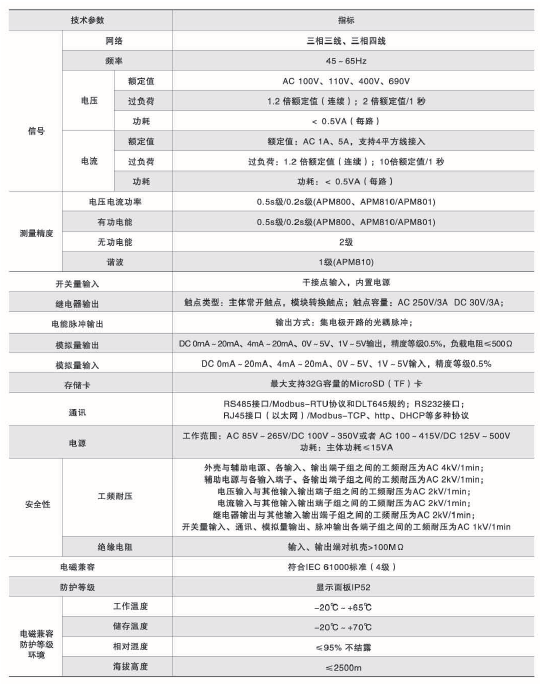 技术参数 指标
信号 网络 三相三线、三相四线
频率 45~65Hz
电压 额定值 AC 100V、110V、400V、690V
过负荷 1.2 倍额定值（连续）；2 倍额定值/1 秒
功耗 < 0.5VA（每路）
电流 额定值 额定值：AC 1A、5A，支持4平方线接入
过负荷 过负荷：1.2 倍额定值（连续）；10倍额定值/1 秒
功耗 功耗：< 0.5VA（每路）
测量精度 电压电流功率 0.5s级/0.2s级(APM800、APM810/APM801)
有功电能 0.5s级/0.2s级(APM800、APM810/APM801)
无功电能 2级
谐波 1级(APM810)
开关量输入 干接点输入，内置电源
继电器输出 触点类型：主体常开触点，模块转换触点；触点容量：AC 250V/3A DC 30V/3A；
电能脉冲输出 输出方式：集电极开路的光耦脉冲；
模拟量输出 DC 0mA~20mA、4mA~20mA、0V~5V、1V~5V输出，精度等级0.5%，负载电阻≤500Ω
模拟量输入 DC 0mA~20mA、4mA~20mA、0V~5V、1V~5V输入，精度等级0.5%
存储卡 最大支持32G容量的MicroSD（TF）卡
通讯 RS485接口/Modbus-RTU协议和DLT645规约；RS232接口；
RJ45接口（以太网）/Modbus-TCP、http、DHCP等多种协议
电源 工作范围：AC 85V~265V/DC 100V~350V或者 AC 100~415V/DC 125V~500V
功耗：主体功耗≤15VA
安全性 工频耐压 外壳与辅助电源、各输入、输出端子组之间的工频耐压为AC 4kV/1min；
辅助电源与各输入端子、各输出端子组之间的工频耐压为AC 2kV/1min；
电压输入与其他输入输出端子组之间的工频耐压为AC 2kV/1min；
电流输入与其他输入输出端子组之间的工频耐压为AC 2kV/1min；
继电器输出与其他输入输出端子组之间的工频耐压为AC 2kV/1min；
开关量输入、通讯、模拟量输出、脉冲输出各端子组之间的工频耐压为AC 1kV/1min
绝缘电阻 输入、输出端对机壳>100MΩ
电磁兼容 符合IEC 61000标准（4级）
防护等级 显示面板IP52
电磁兼容
防护等级
环境 工作温度 -20℃~+65℃
储存温度 -20℃~+70℃
相对湿度 ≤95% 不结露
海拔高度 ≤2500m